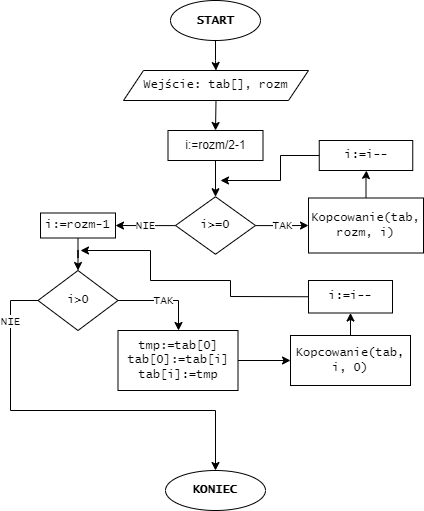 START
Wejście: tab[], rozm
i:=rozm/2-1
i:=i--
i>=0
NIE
TAK
Kopcowanie(tab,
rozm, i)
i:=rozm-1
i>0
NIE
TAK
i:=i--
tmp:=tab[0]
tab[0]:=tab[i]
tab[i]:=tmp
Kopcowanie(tab,
i, 0)
KONIEC